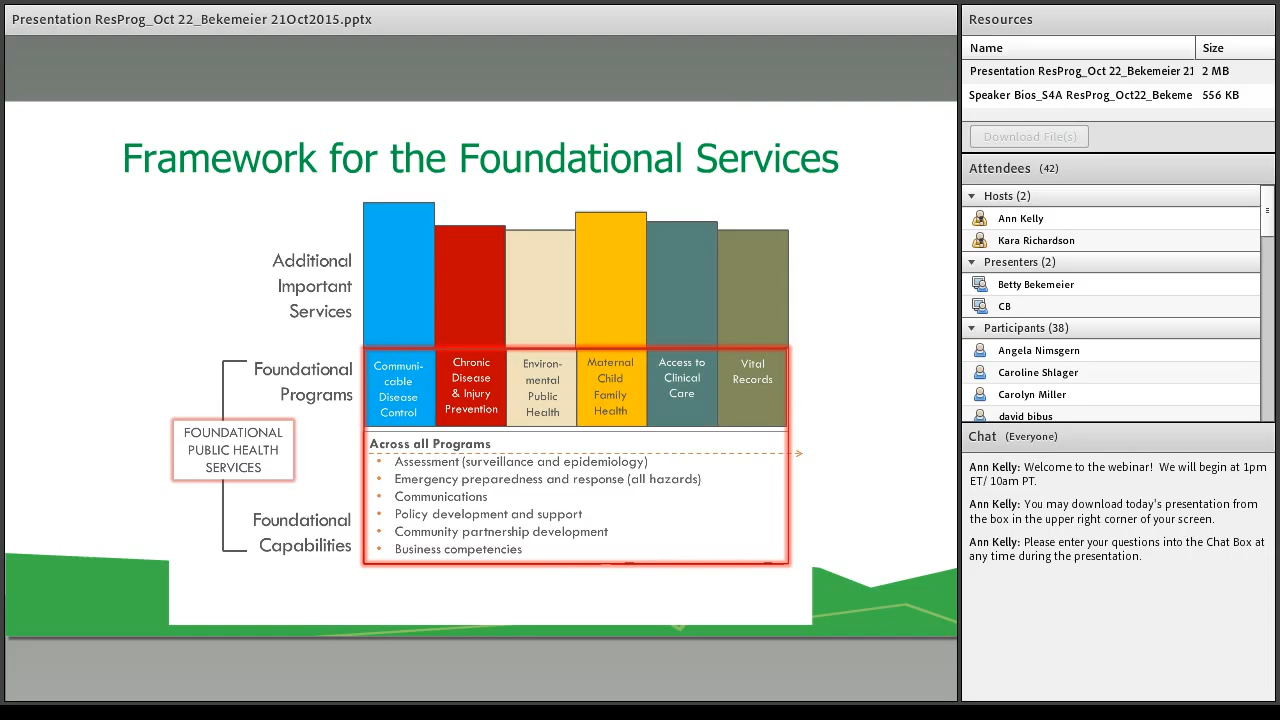 Presentation ResProg_Oct 22_Bekemeier 21Oct2015.pptx
Framework for the Foundational Services
Additional
Important
Services
Foundational
Programs
Communi-
cable
Disease
Control
Chronic
Disease
& Injury
Prevention
Environ-
mental
Public
Health
Maternal
Child
Family
Health
Access to
Clinical
Care
Vital
Records
FOUNDATIONAL
PUBLIC HEALTH
SERVICES
Foundational
Capabilities
Across all Programs
• Assessment (surveillance and epidemiology)
• Emergency preparedness and response (all hazards)
• Communications
• Policy development and support
• Community partnership development
• Business competencies
Resources
Name Size
Presentation ResProg_Oct 22_Bekemeier 21 2 MB
Speaker Bios_S4A ResProg_Oct22_Bekeme 556 KB
Download File(s)
Attendees (42)
Hosts (2)
Ann Kelly
Kara Richardson
Presenters (2)
Betty Bekemeier
CB
Participants (38)
Angela Nimsgern
Caroline Shlager
Carolyn Miller
david bibus
Chat (Everyone)
Ann Kelly: Welcome to the webinar! We will begin at 1pm
ET/ 10am PT.
Ann Kelly: You may download today's presentation from
the box in the upper right corner of your screen.
Ann Kelly: Please enter your questions into the Chat Box at
any time during the presentation.